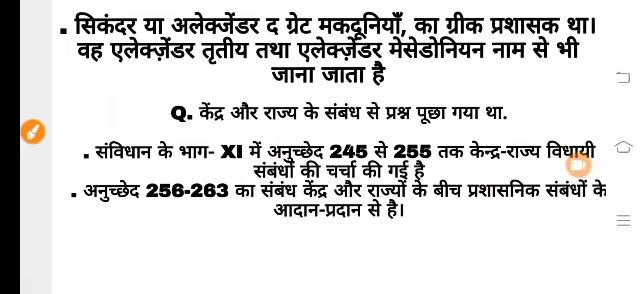 ▪ सिकंदर या अलेक्जेंडर द ग्रेट मकदूनियाँ, का ग्रीक प्रशासक था।
वह एलेक्ज़ेंडर तृतीय तथा एलेक्ज़ेंडर मेसेडोनियन नाम से भी
जाना जाता है
Q. केंद्र और राज्य के संबंध से प्रश्न पूछा गया था.
▪ संविधान के भाग- XI में अनुच्छेद 245 से 255 तक केन्द्र-राज्य विधायी
संबंधों की चर्चा की गई है
▪ अनुच्छेद 256-263 का संबंध केंद्र और राज्यों के बीच प्रशासनिक संबंधों के
आदान-प्रदान से है।